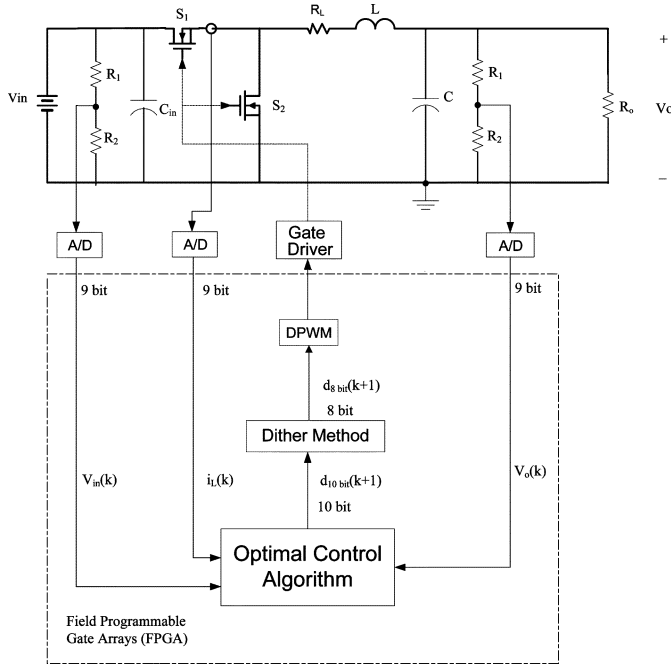 S1
RL
L
+
Vin
R1
R2
Cin
S2
C
R1
R2
Ro
Vo
−
A/D
A/D
Gate
Driver
A/D
9 bit
9 bit
9 bit
DPWM
d8 bit(k+1)
8 bit
Dither Method
Vin(k)
iL(k)
d10 bit(k+1)
10 bit
Vo(k)
Optimal Control
Algorithm
Field Programmable
Gate Arrays (FPGA)